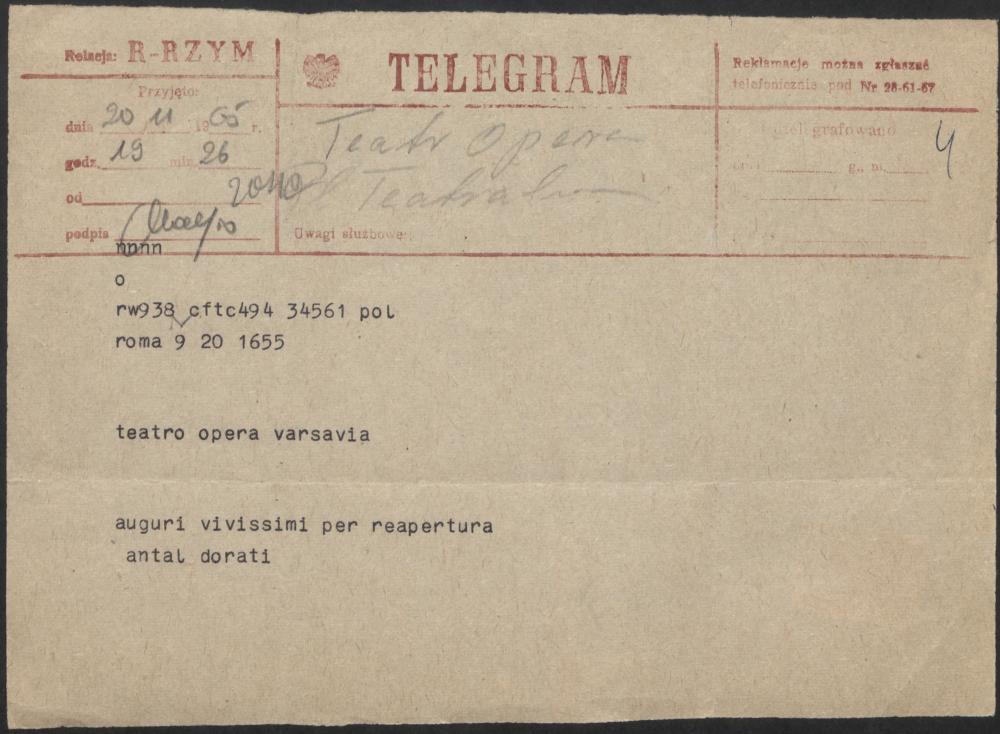 Relacja: R-RZYM
TELEGRAM
Reklamacje można zgłaszać
telefonicznie pod Nr 28-61-67
Przyjęto:
dnia 20 11 1965 r.
godz. 19 min. 26
od
podpis
2040
Teatr Opera
Pl Teatralny
Uwagi służbowe:
grafowano
g., m.
4
nnnn
o
rw938 cftc494 34561 pol
roma 9 20 1655
teatro opera varsavia
auguri vivissimi per reapertura
antal dorati